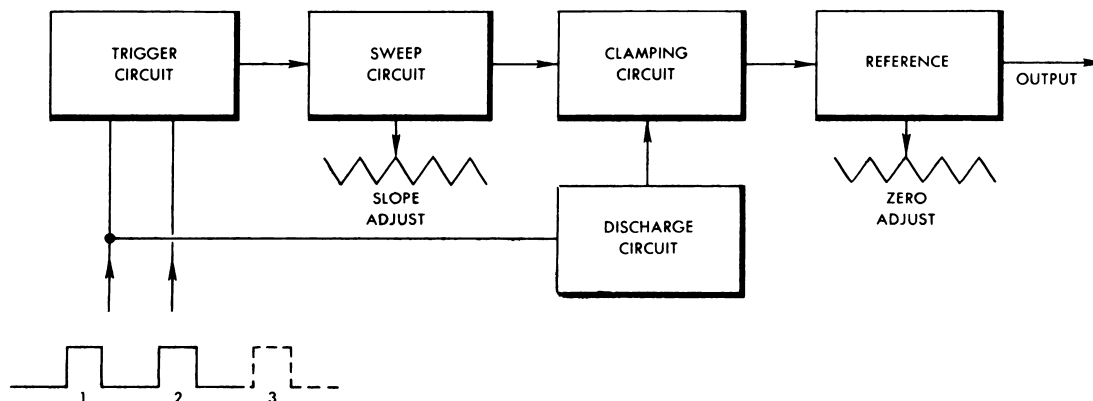 TRIGGER
CIRCUIT
SWEEP
CIRCUIT
CLAMPING
CIRCUIT
REFERENCE
OUTPUT
SLOPE
ADJUST
ZERO
ADJUST
DISCHARGE
CIRCUIT
1 2 3